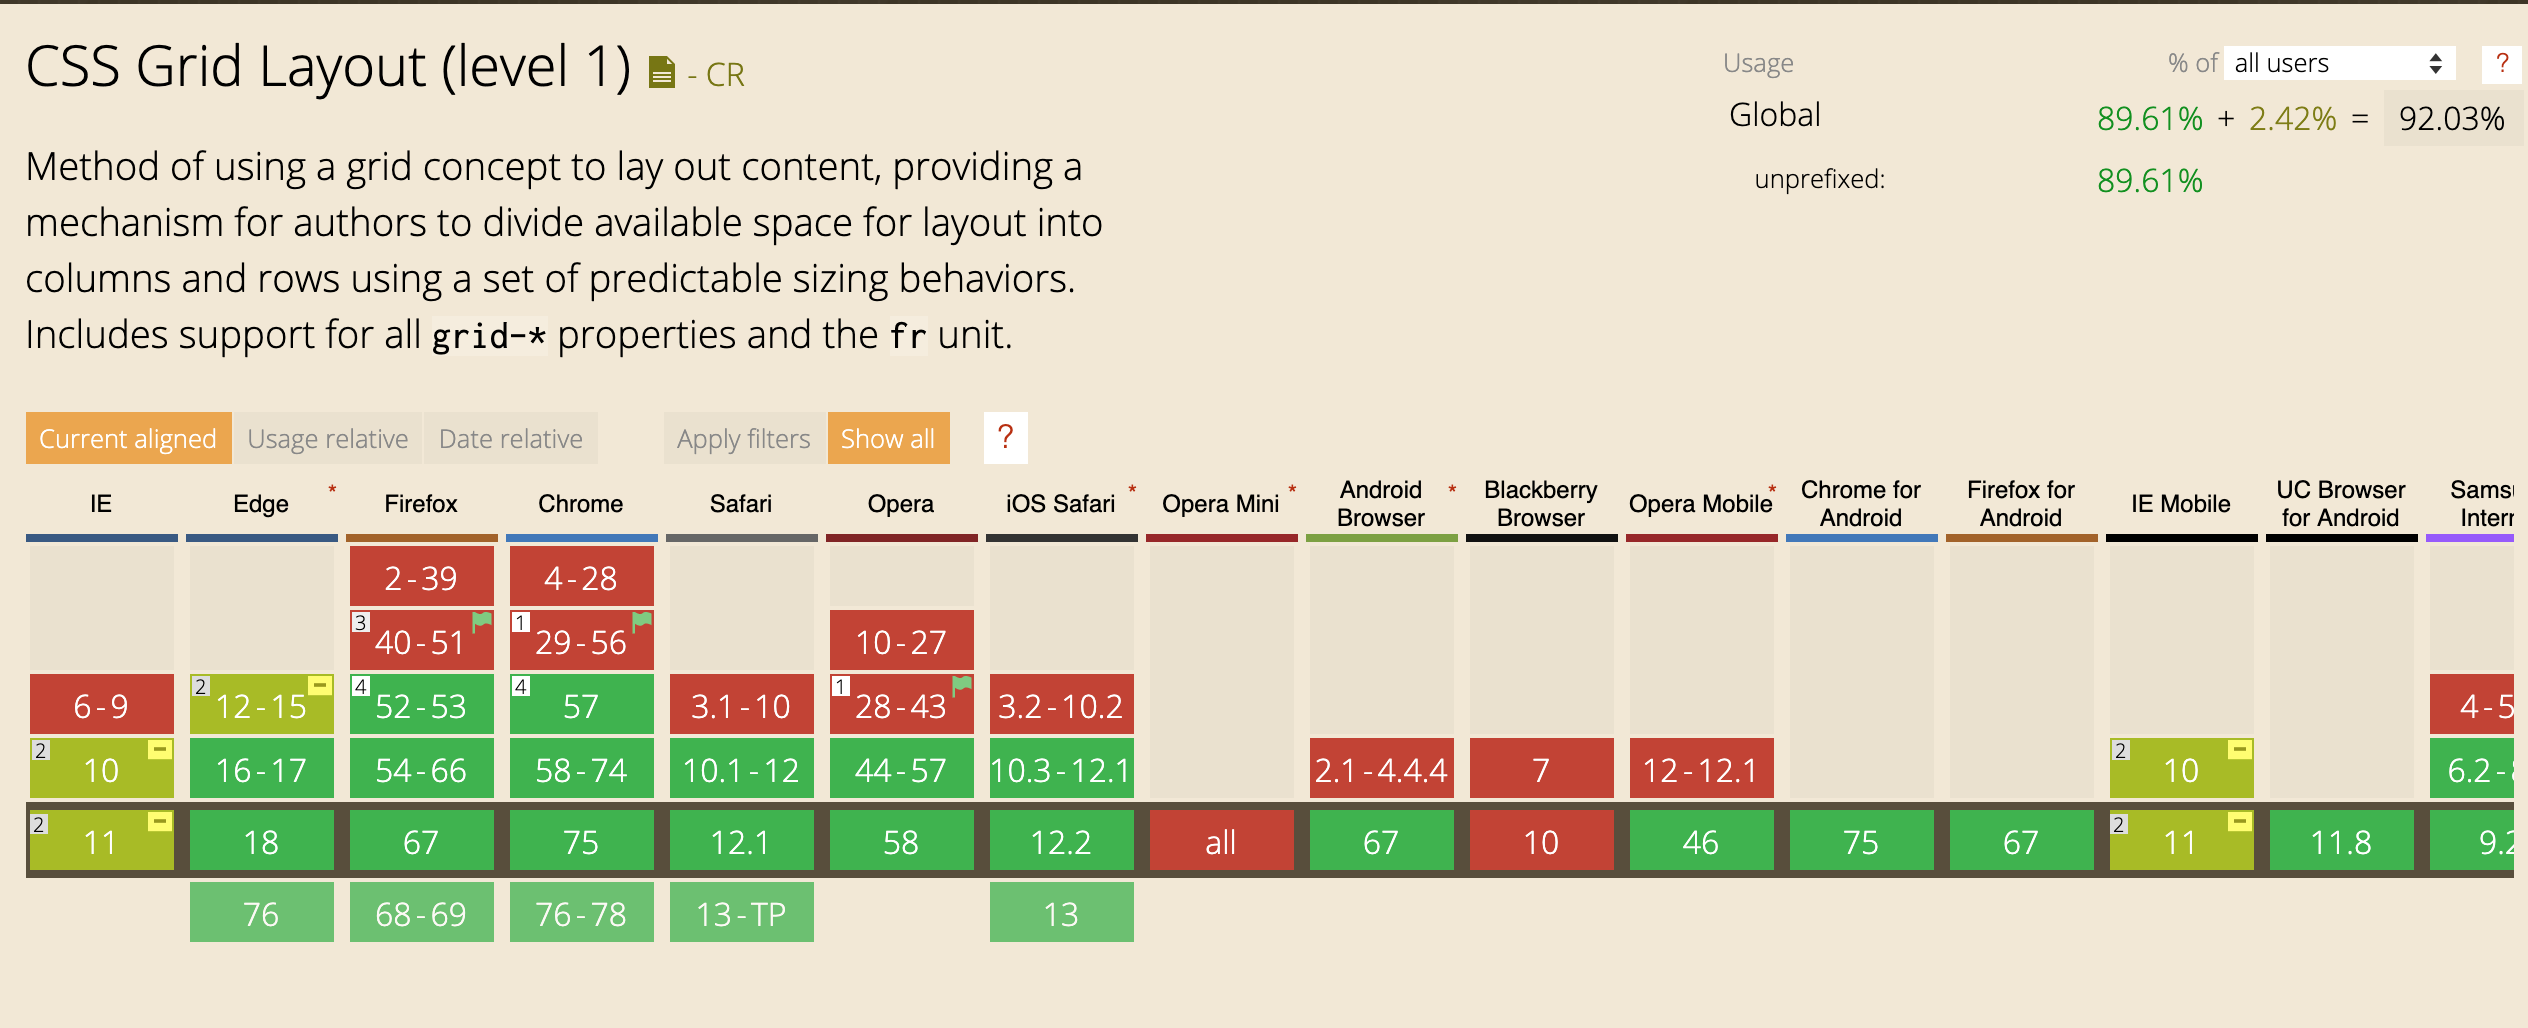 CSS Grid Layout (level 1) - CR
Usage % of all users ?
Global 89.61% + 2.42% = 92.03%
unprefixed: 89.61%
Method of using a grid concept to lay out content, providing a
mechanism for authors to divide available space for layout into
columns and rows using a set of predictable sizing behaviors.
Includes support for all grid-* properties and the fr unit.
Current aligned Usage relative Date relative Apply filters Show all ?
IE Edge * Firefox Chrome Safari Opera iOS Safari * Opera Mini * Android Browser * Blackberry Browser Opera Mobile * Chrome for Android Firefox for Android IE Mobile UC Browser for Android
2-39 4-28
3 40-51 1 29-56 10-27
6-9 2 12-15 4 52-53 4 57 3.1-10 1 28-43 3.2-10.2 4-5
2 10 16-17 54-66 58-74 10.1-12 44-57 10.3-12.1 2.1-4.4.4 7 12-12.1 2 10 6.2-
2 11 18 67 75 12.1 58 12.2 all 67 10 46 75 67 2 11 11.8 9.2
76 68-69 76-78 13-TP 13